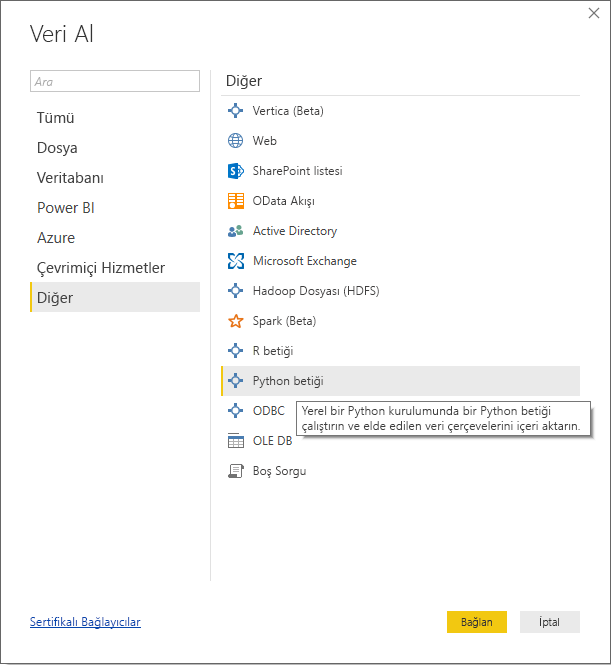 Veri Al
Ara
Tümü
Dosya
Veritabanı
Power BI
Azure
Çevrimiçi Hizmetler
Diğer
Diğer
Vertica (Beta)
Web
SharePoint listesi
OData Akışı
Active Directory
Microsoft Exchange
Hadoop Dosyası (HDFS)
Spark (Beta)
R betiği
Python betiği
ODBC
Yerel bir Python kurulumunda bir Python betiği
çalıştırın ve elde edilen veri çerçevelerini içeri aktarın.
OLE DB
Boş Sorgu
Sertifikalı Bağlayıcılar
Bağlan
İptal